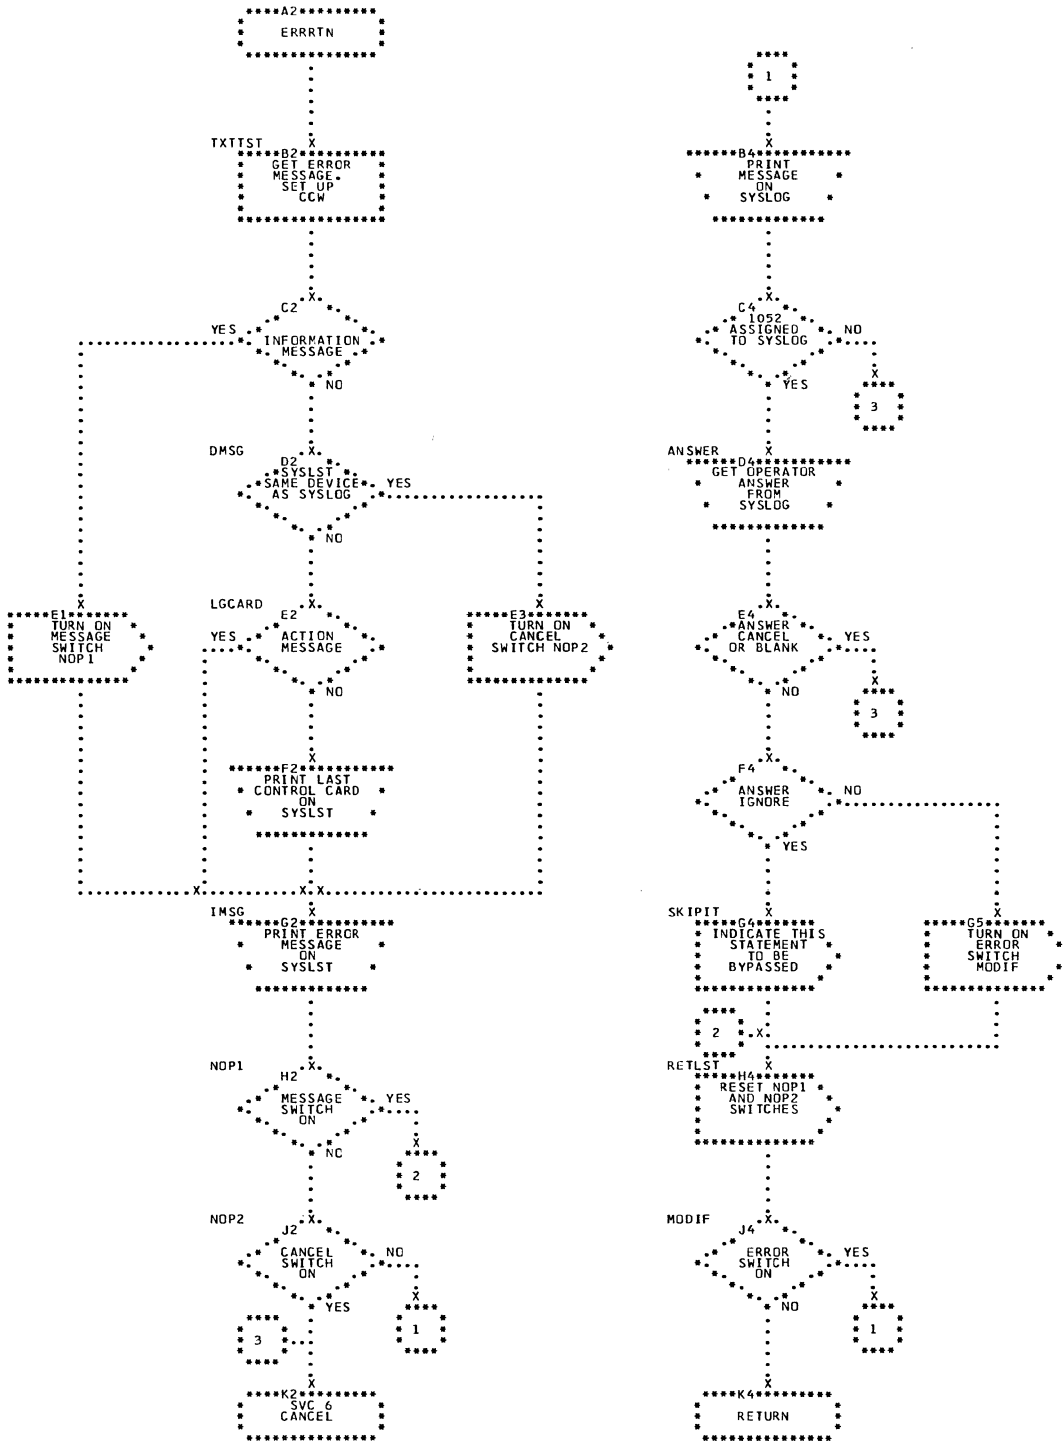 A2
ERRRTN
TXTTST
B2
GET ERROR
MESSAGE.
SET UP
CCW
C2
YES
INFORMATION
MESSAGE
NO
DMSG
D2
SYSLST
SAME DEVICE
AS SYSLOG
YES
NO
E1
TURN ON
MESSAGE
SWITCH
NOP1
LGCARD
E2
YES
ACTION
MESSAGE
NO
E3
TURN ON
CANCEL
SWITCH NOP2
F2
PRINT LAST
CONTROL CARD
ON
SYSLST
IMSG
G2
PRINT ERROR
MESSAGE
ON
SYSLST
NOP1
H2
MESSAGE
SWITCH
ON
YES
NO
2
NOP2
J2
CANCEL
SWITCH
ON
NO
YES
1
3
K2
SVC 6
CANCEL
1
B4
PRINT
MESSAGE
ON
SYSLOG
C4
1052
ASSIGNED
TO SYSLOG
NO
YES
3
ANSWER
D4
GET OPERATOR
ANSWER
FROM
SYSLOG
E4
ANSWER
CANCEL
OR BLANK
YES
NO
3
F4
ANSWER
IGNORE
NO
YES
SKIPIT
G4
INDICATE THIS
STATEMENT
TO BE
BYPASSED
G5
TURN ON
ERROR
SWITCH
MODIF
2
RETLST
H4
RESET NOP1
AND NOP2
SWITCHES
MODIF
J4
ERROR
SWITCH
ON
YES
NO
1
K4
RETURN